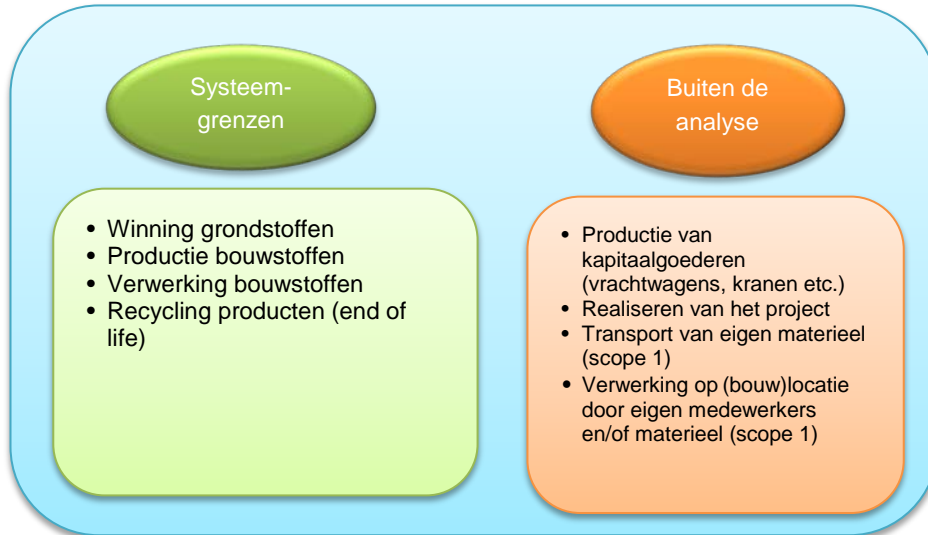 Systeem-
grenzen
• Winning grondstoffen
• Productie bouwstoffen
• Verwerking bouwstoffen
• Recycling producten (end of
life)
Buiten de
analyse
• Productie van
kapitaalgoederen
(vrachtwagens, kranen etc.)
• Realiseren van het project
• Transport van eigen materieel
(scope 1)
• Verwerking op (bouw)locatie
door eigen medewerkers
en/of materieel (scope 1)